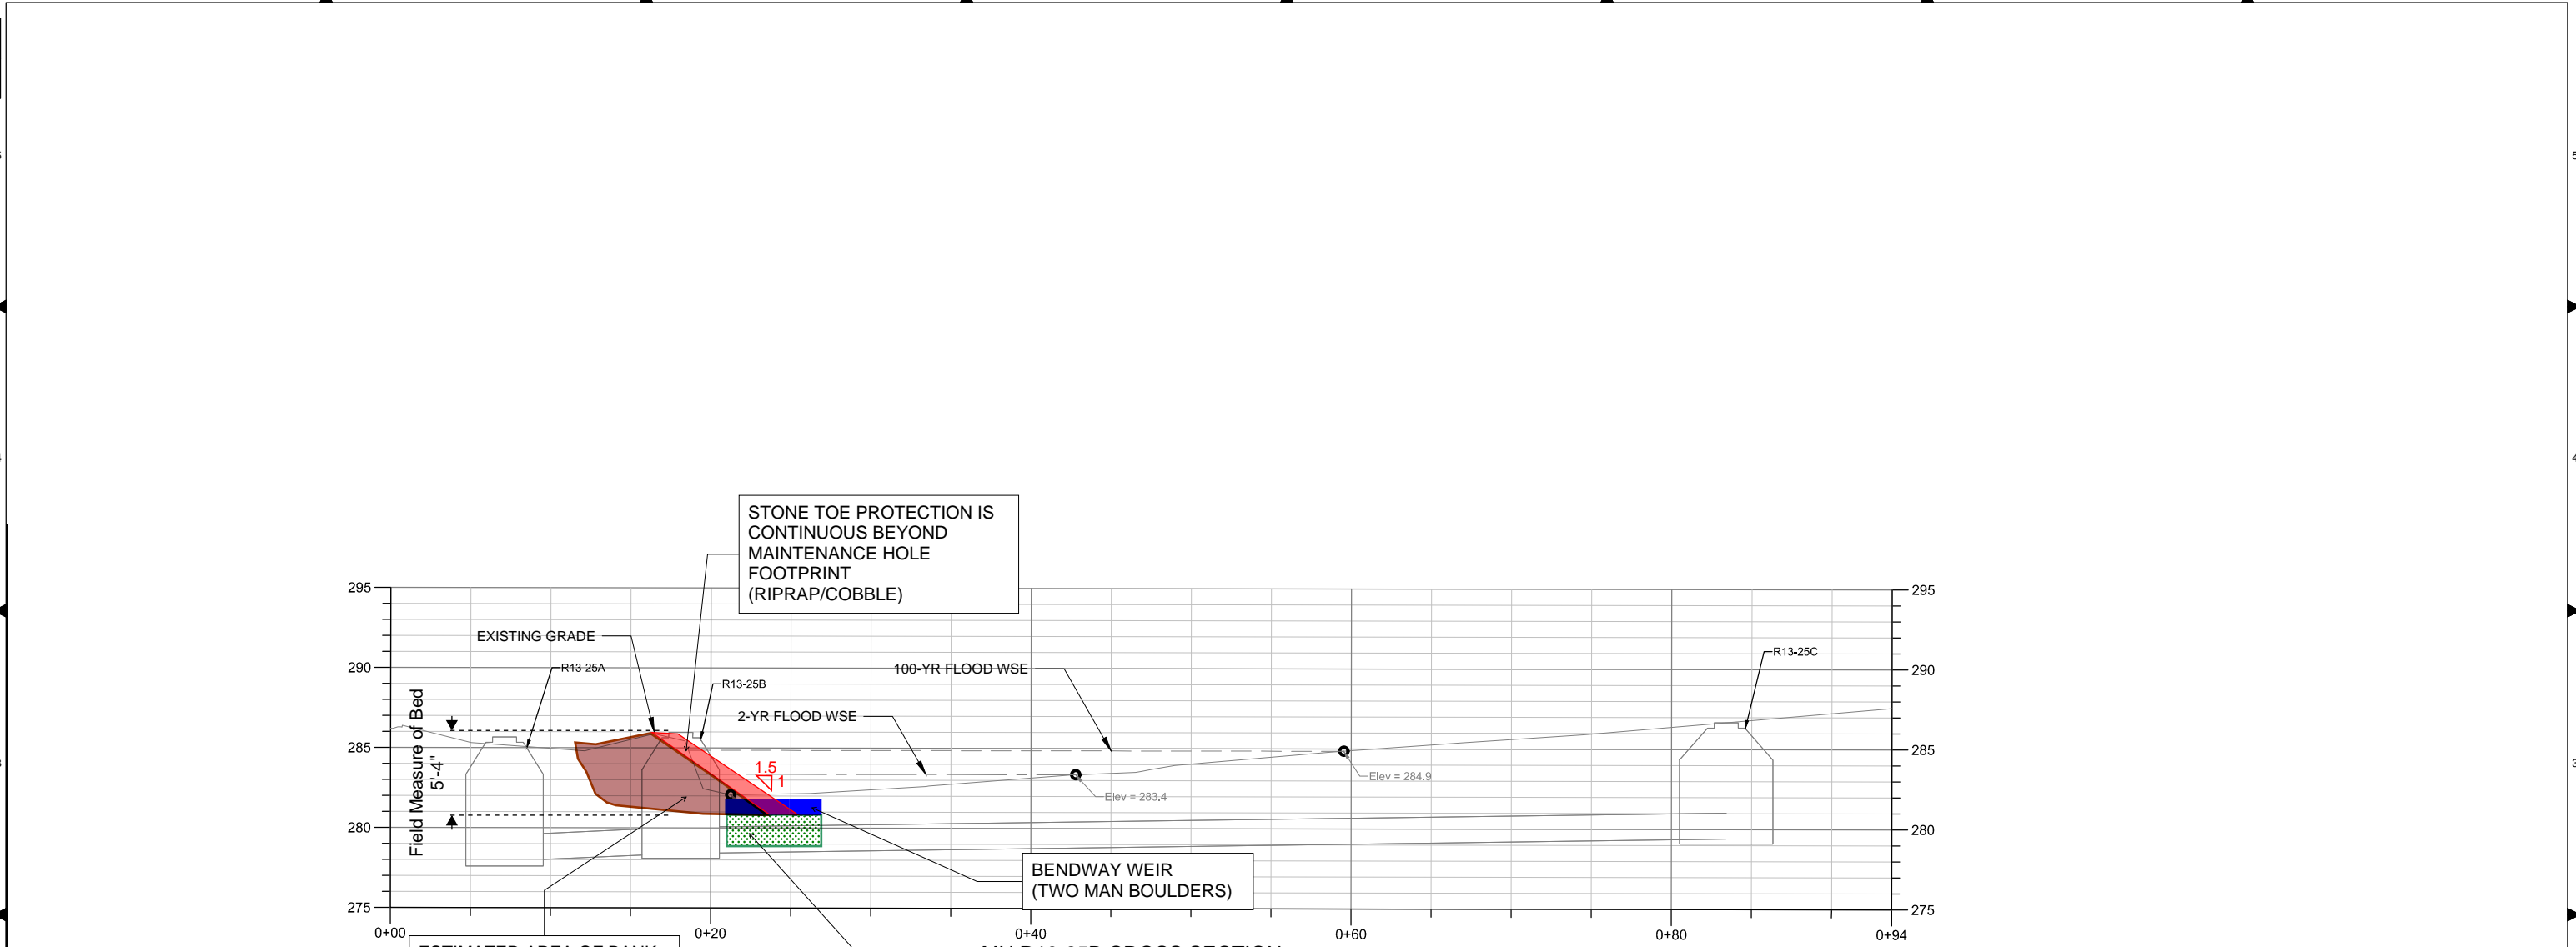 STONE TOE PROTECTION IS
CONTINUOUS BEYOND
MAINTENANCE HOLE
FOOTPRINT
(RIPRAP/COBBLE)
295
295
EXISTING GRADE
R13-25A
R13-25B
100-YR FLOOD WSE
2-YR FLOOD WSE
R13-25C
290
290
Field Measure of Bed
5'-4"
285
285
1.5
1
Elev = 284.9
Elev = 283.4
280
280
BENDWAY WEIR
(TWO MAN BOULDERS)
275
275
0+00
0+20
0+40
0+60
0+80
0+94
5
4
3